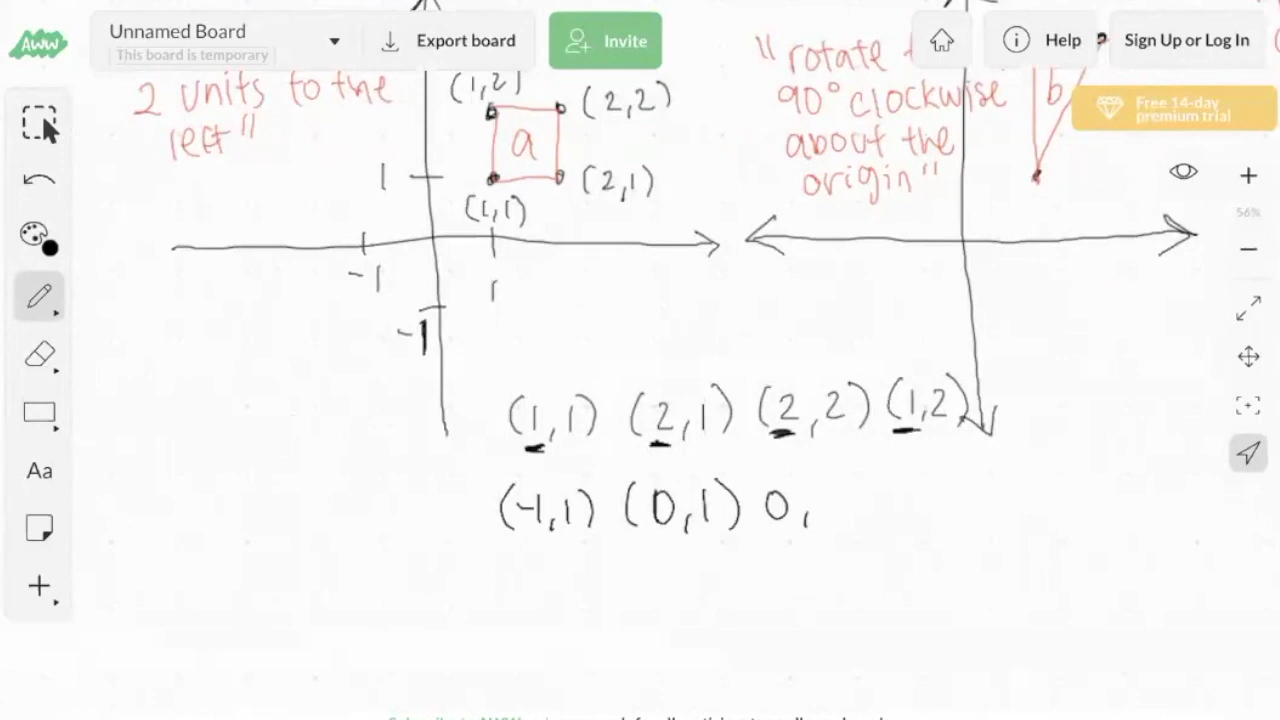 AWW
Unnamed Board
This board is temporary
Export board
Invite
Help
Sign Up or Log In
Free 14-day
premium trial
56%
Aa
2 units to the
left"
(1,2)
(2,2)
a
1
(2,1)
(1,1)
-1
1
-1
"rotate
90° clockwise
about the
origin"
b
(1,1) (2,1) (2,2) (1,2)
(-1,1) (0,1) 0,